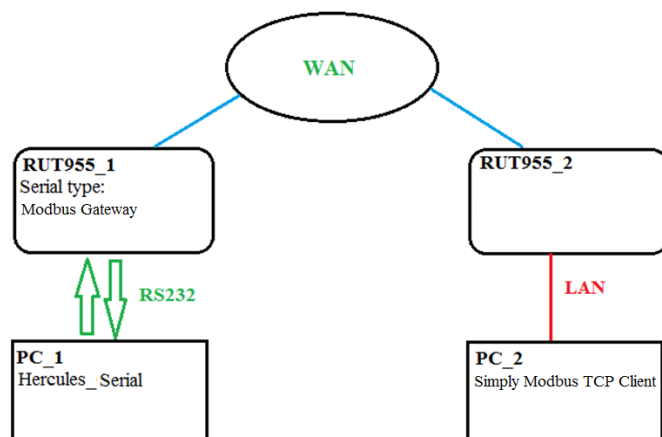 WAN
RUT955_1
Serial type:
Modbus Gateway
RUT955_2
RS232
LAN
PC_1
Hercules_Serial
PC_2
Simply Modbus TCP Client